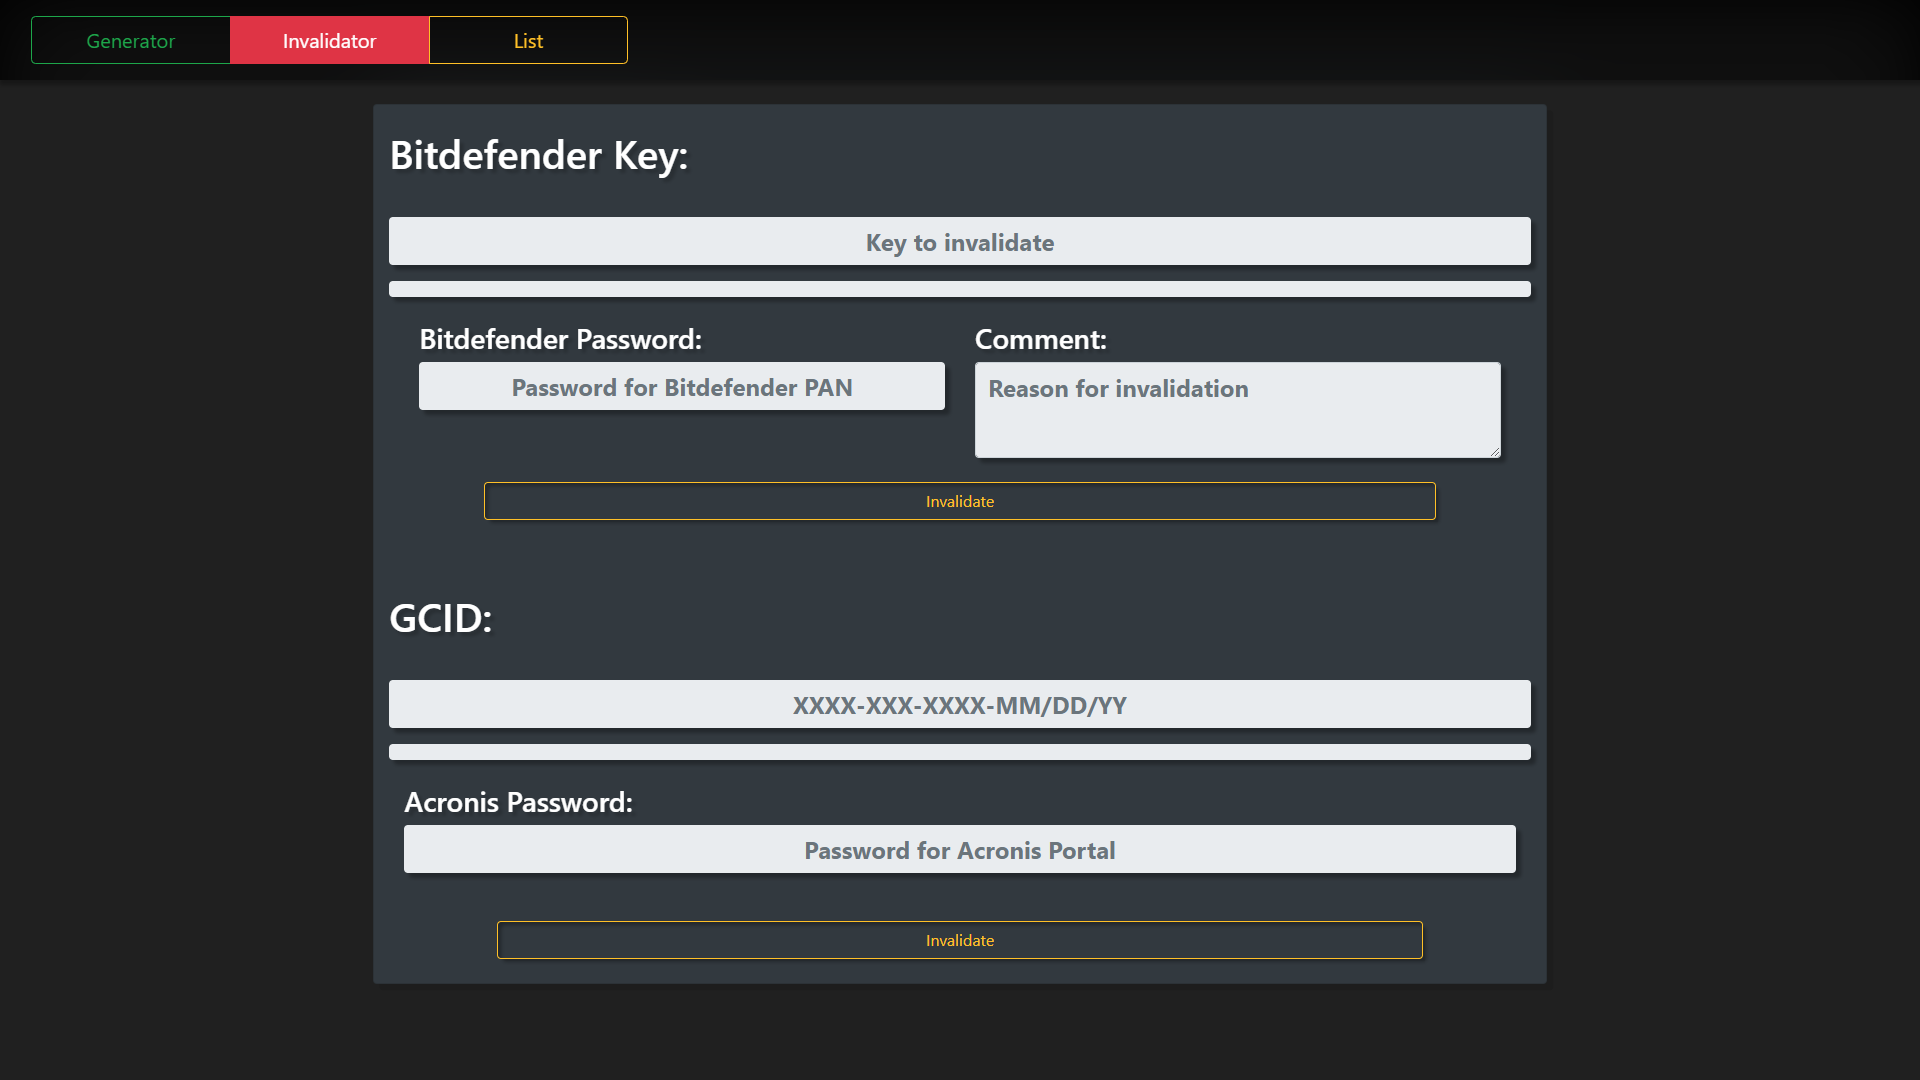 Generator
Invalidator
List
Bitdefender Key:
Key to invalidate
Bitdefender Password:
Comment:
Password for Bitdefender PAN
Reason for invalidation
Invalidate
GCID:
XXXX-XXX-XXXX-MM/DD/YY
Acronis Password:
Password for Acronis Portal
Invalidate